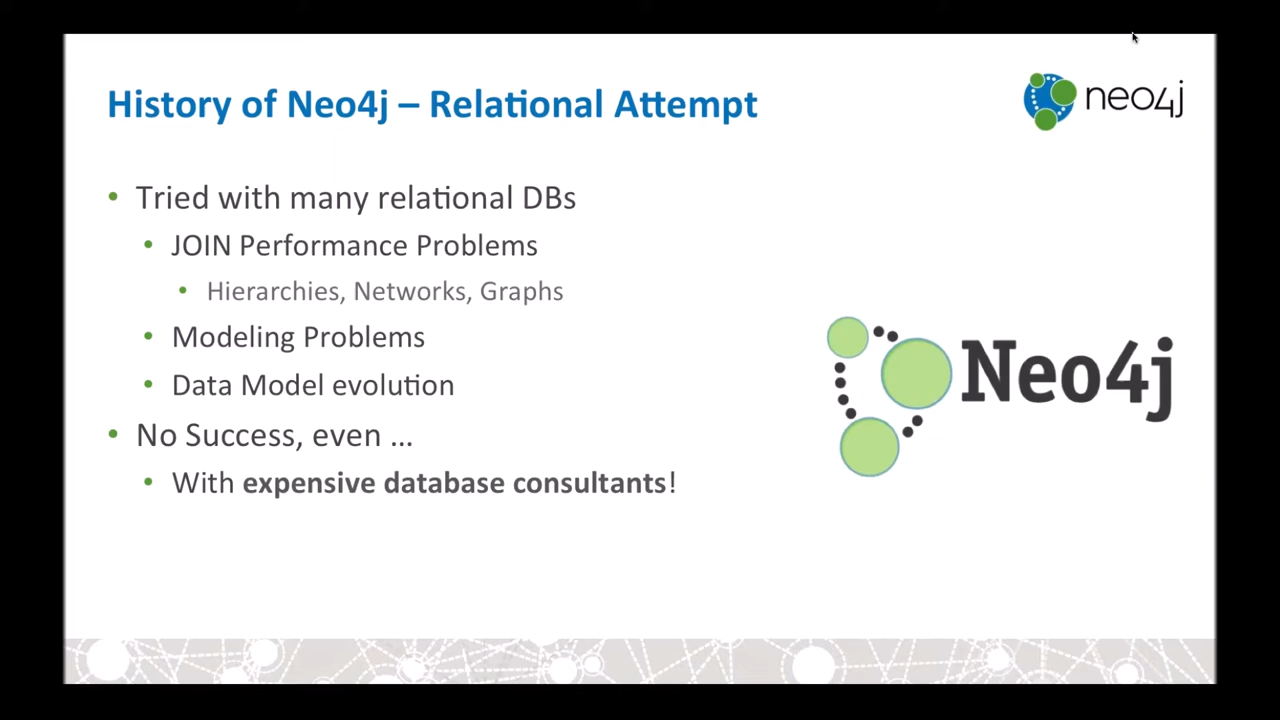 History of Neo4j – Relational Attempt
neo4j
• Tried with many relational DBs
• JOIN Performance Problems
• Hierarchies, Networks, Graphs
• Modeling Problems
• Data Model evolution
• No Success, even ...
• With expensive database consultants!
Neo4j